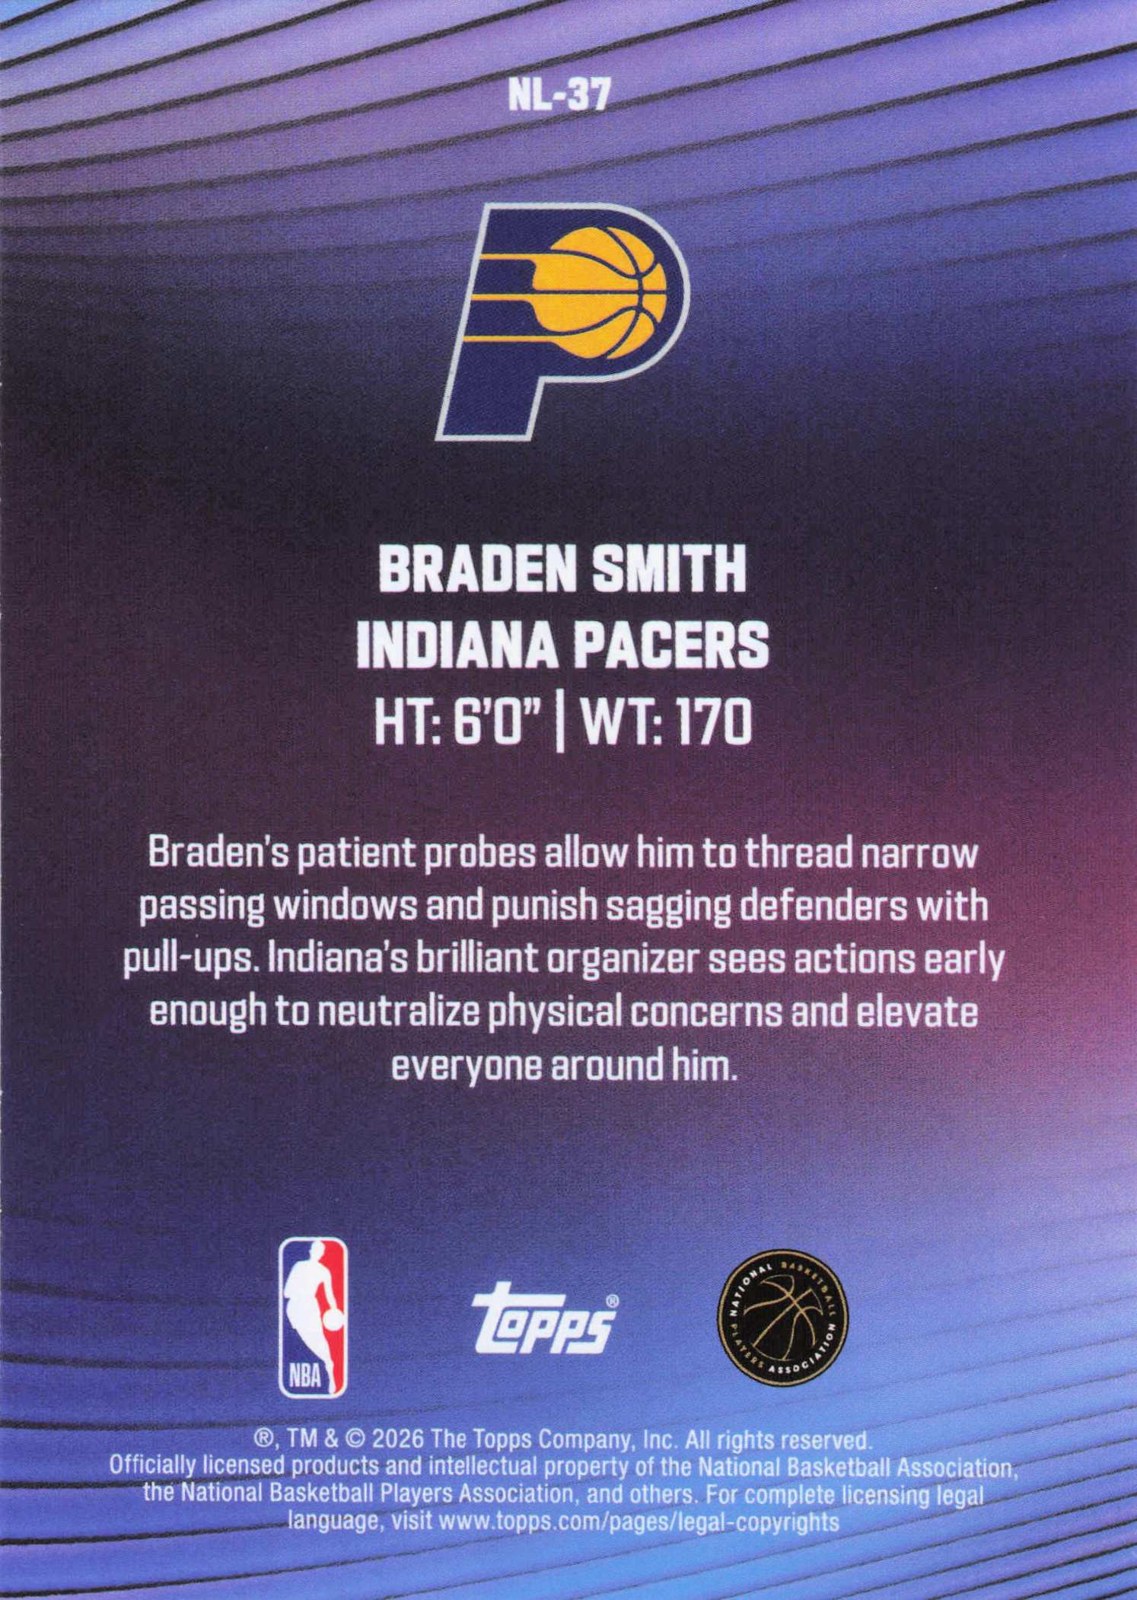 NL-37
BRADEN SMITH
INDIANA PACERS
HT: 6'0" | WT: 170
Braden's patient probes allow him to thread narrow
passing windows and punish sagging defenders with
pull-ups. Indiana's brilliant organizer sees actions early
enough to neutralize physical concerns and elevate
everyone around him.
NBA
topps®
NATIONAL BASKETBALL PLAYERS ASSOCIATION
®, TM & © 2026 The Topps Company, Inc. All rights reserved.
Officially licensed products and intellectual property of the National Basketball Association,
the National Basketball Players Association, and others. For complete licensing legal
language, visit www.topps.com/pages/legal-copyrights